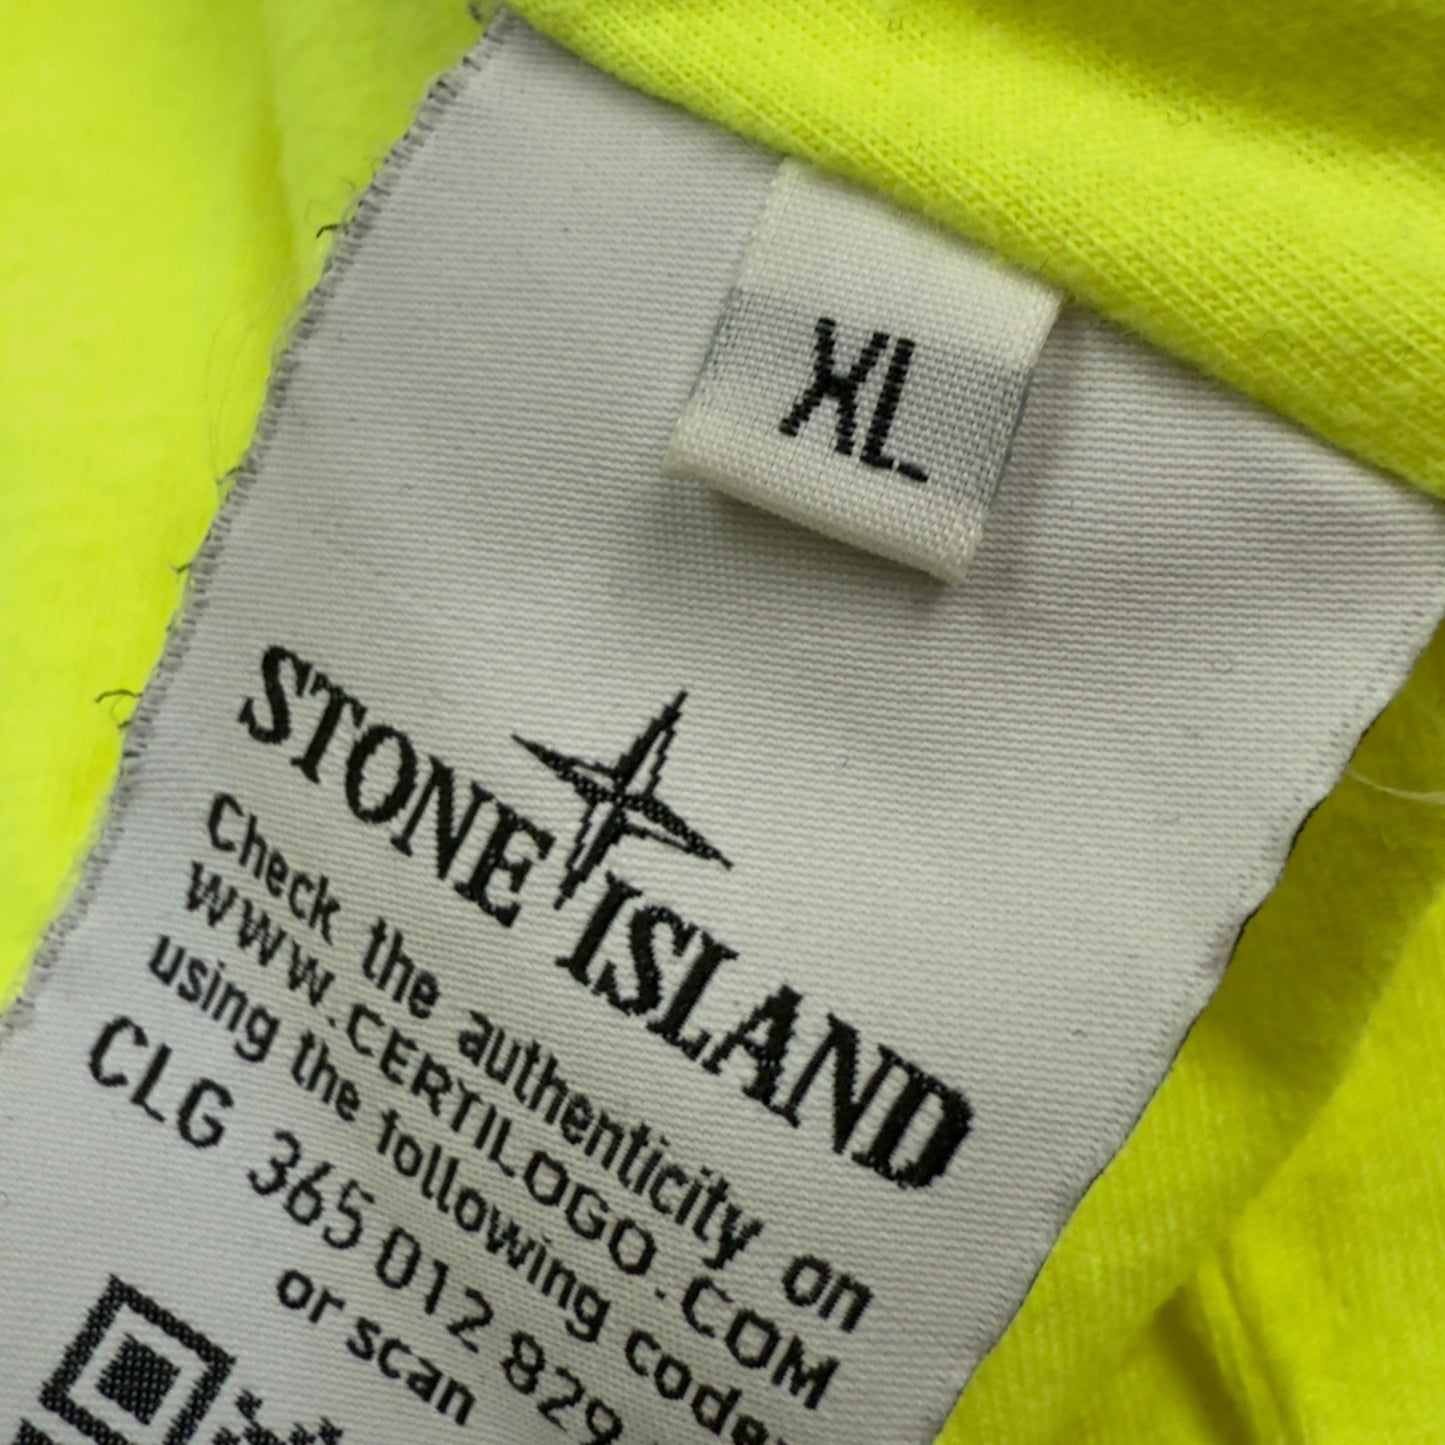 XL
STONE ISLAND
Check the authenticity on
WWW.CERTILOGO.COM
using the following code
CLG 365 012 829
or scan